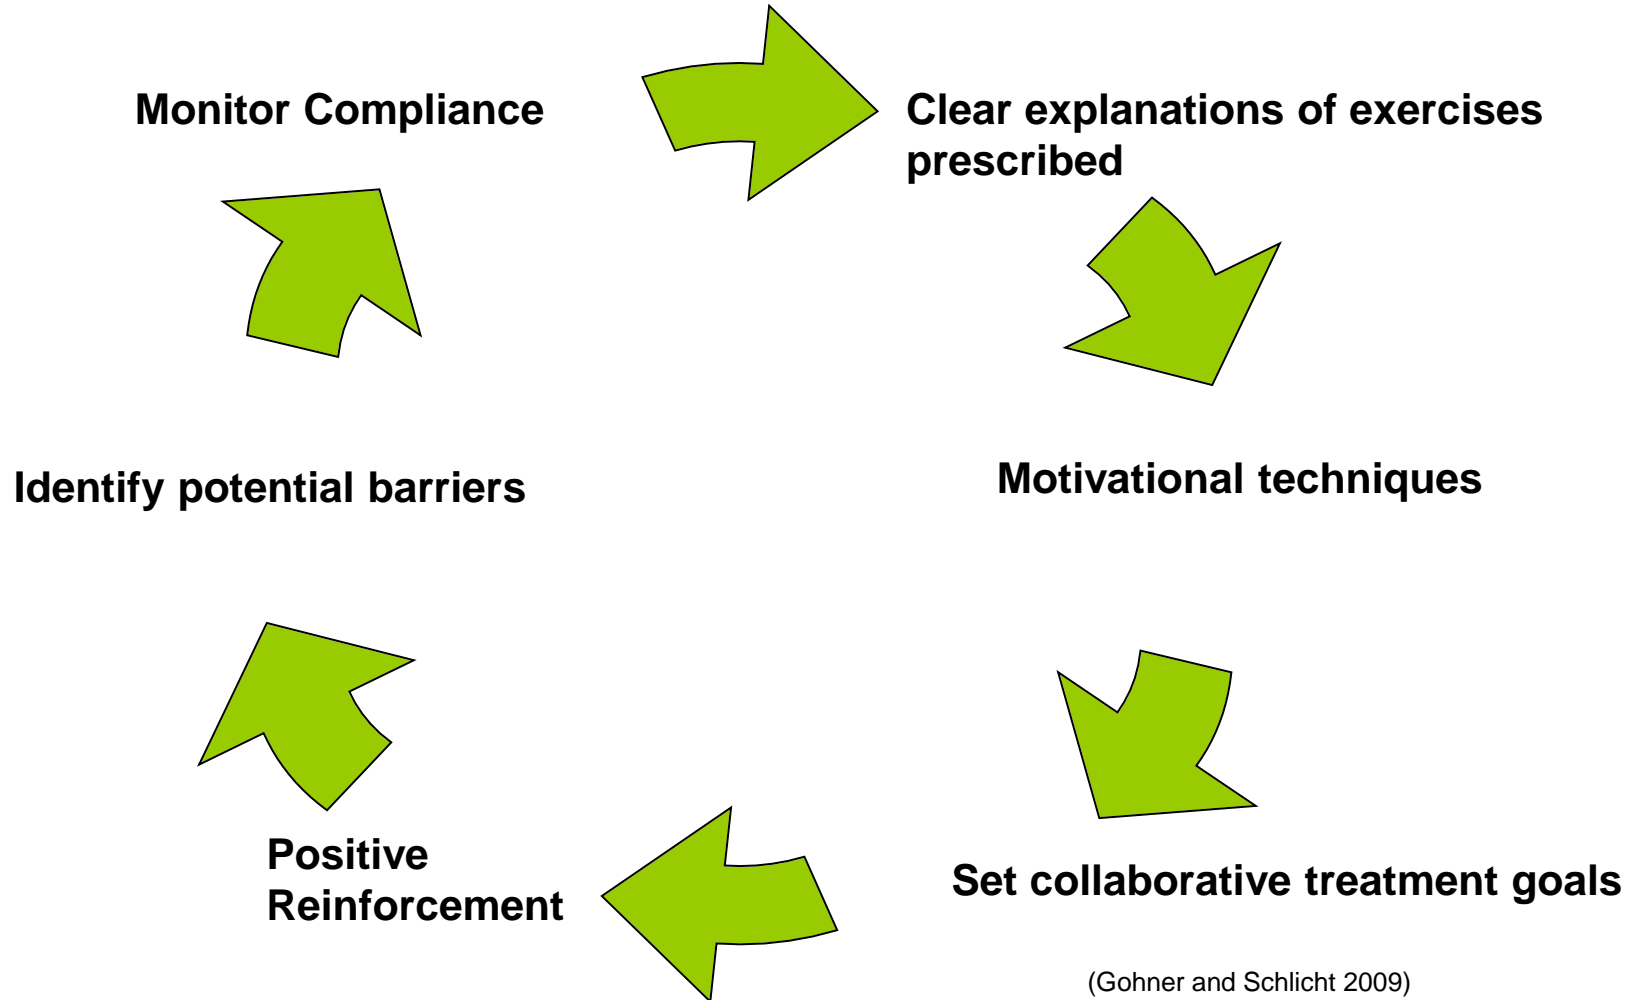 Monitor Compliance
Clear explanations of exercises
prescribed
Motivational techniques
Set collaborative treatment goals
Positive
Reinforcement
Identify potential barriers
(Gohner and Schlicht 2009)